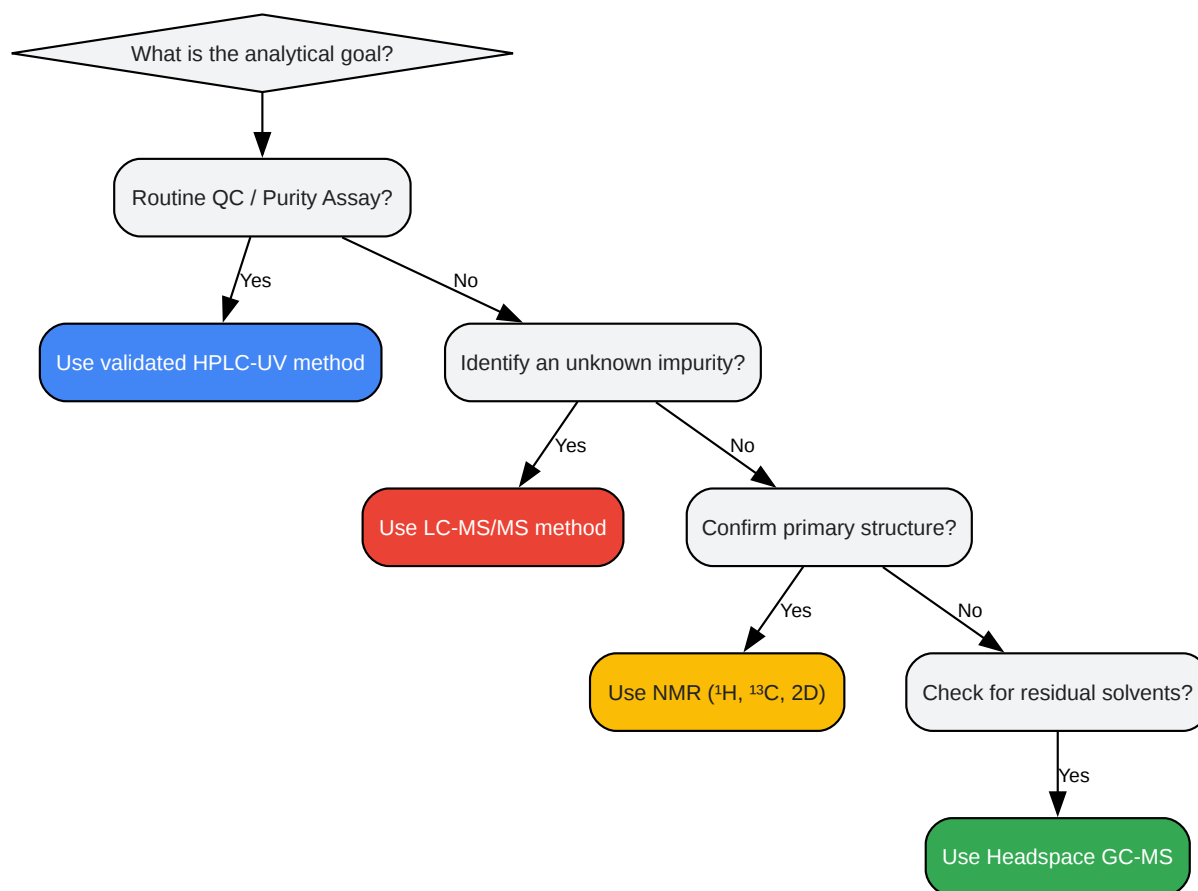 What is the analytical goal?
Routine QC / Purity Assay?
Yes
No
Use validated HPLC-UV method
Identify an unknown impurity?
Yes
No
Use LC-MS/MS method
Confirm primary structure?
Yes
No
Use NMR (¹H, ¹³C, 2D)
Check for residual solvents?
Yes
Use Headspace GC-MS